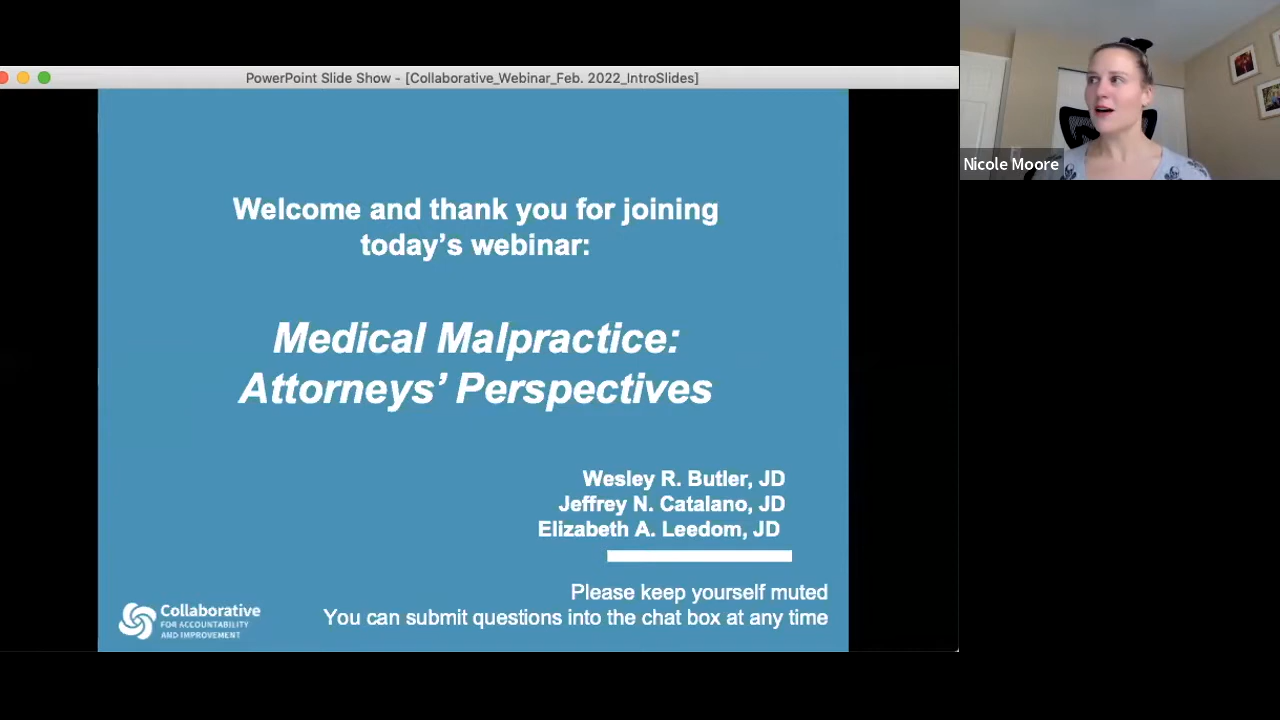 PowerPoint Slide Show - [Collaborative_Webinar_Feb. 2022_IntroSlides]
Welcome and thank you for joining
today's webinar:
Medical Malpractice:
Attorneys' Perspectives
Wesley R. Butler, JD
Jeffrey N. Catalano, JD
Elizabeth A. Leedom, JD
Please keep yourself muted
You can submit questions into the chat box at any time
Collaborative
FOR ACCOUNTABILITY
AND IMPROVEMENT
Nicole Moore